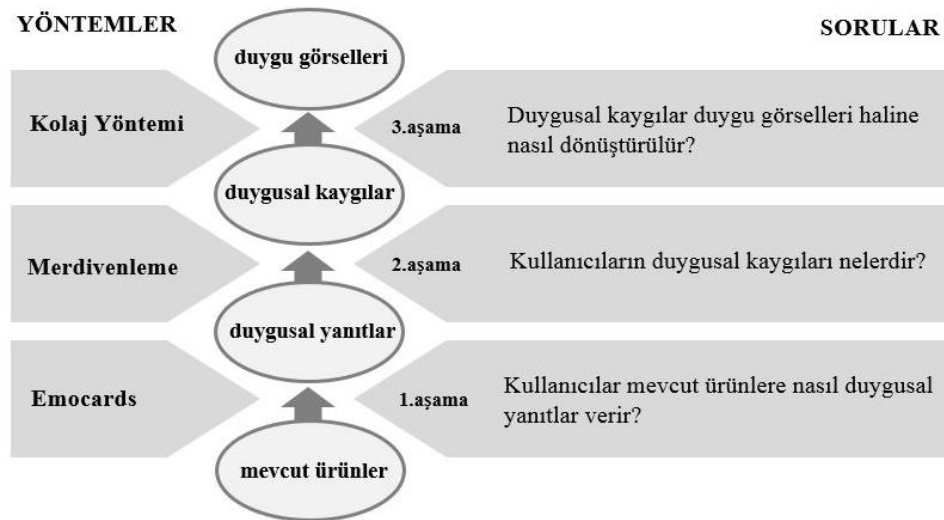 YÖNTEMLER
SORULAR
duygu görselleri
Kolaj Yöntemi
3.aşama
Duygusal kaygılar duygu görselleri haline
nasıl dönüştürülür?
duygusal kaygılar
Merdivenleme
2.aşama
Kullanıcıların duygusal kaygıları nelerdir?
duygusal yanıtlar
Emocards
1.aşama
Kullanıcılar mevcut ürünlere nasıl duygusal
yanıtlar verir?
mevcut ürünler